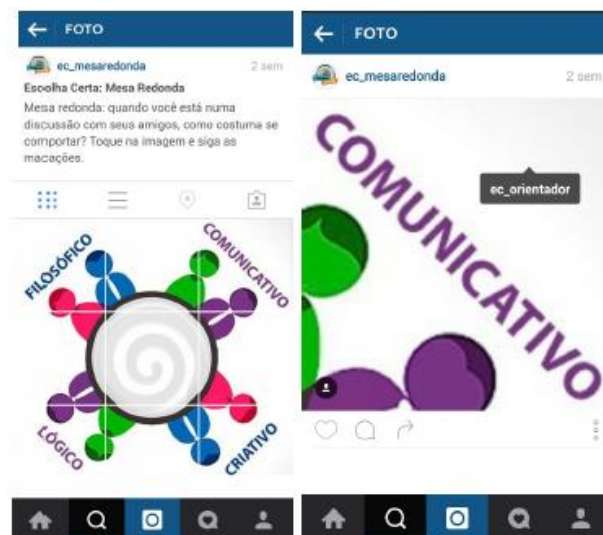 FOTO
ec_mesaredonda 2 sem
Escolha Certa: Mesa Redonda
Mesa redonda: quando você está numa
discussão com seus amigos, como costuma se
comportar? Toque na imagem e siga as
macações.
FILOSÓFICO
COMUNICATIVO
LÓGICO
CRIATIVO
FOTO
ec_mesaredonda 2 sem
ec_orientador
COMUNICATIVO